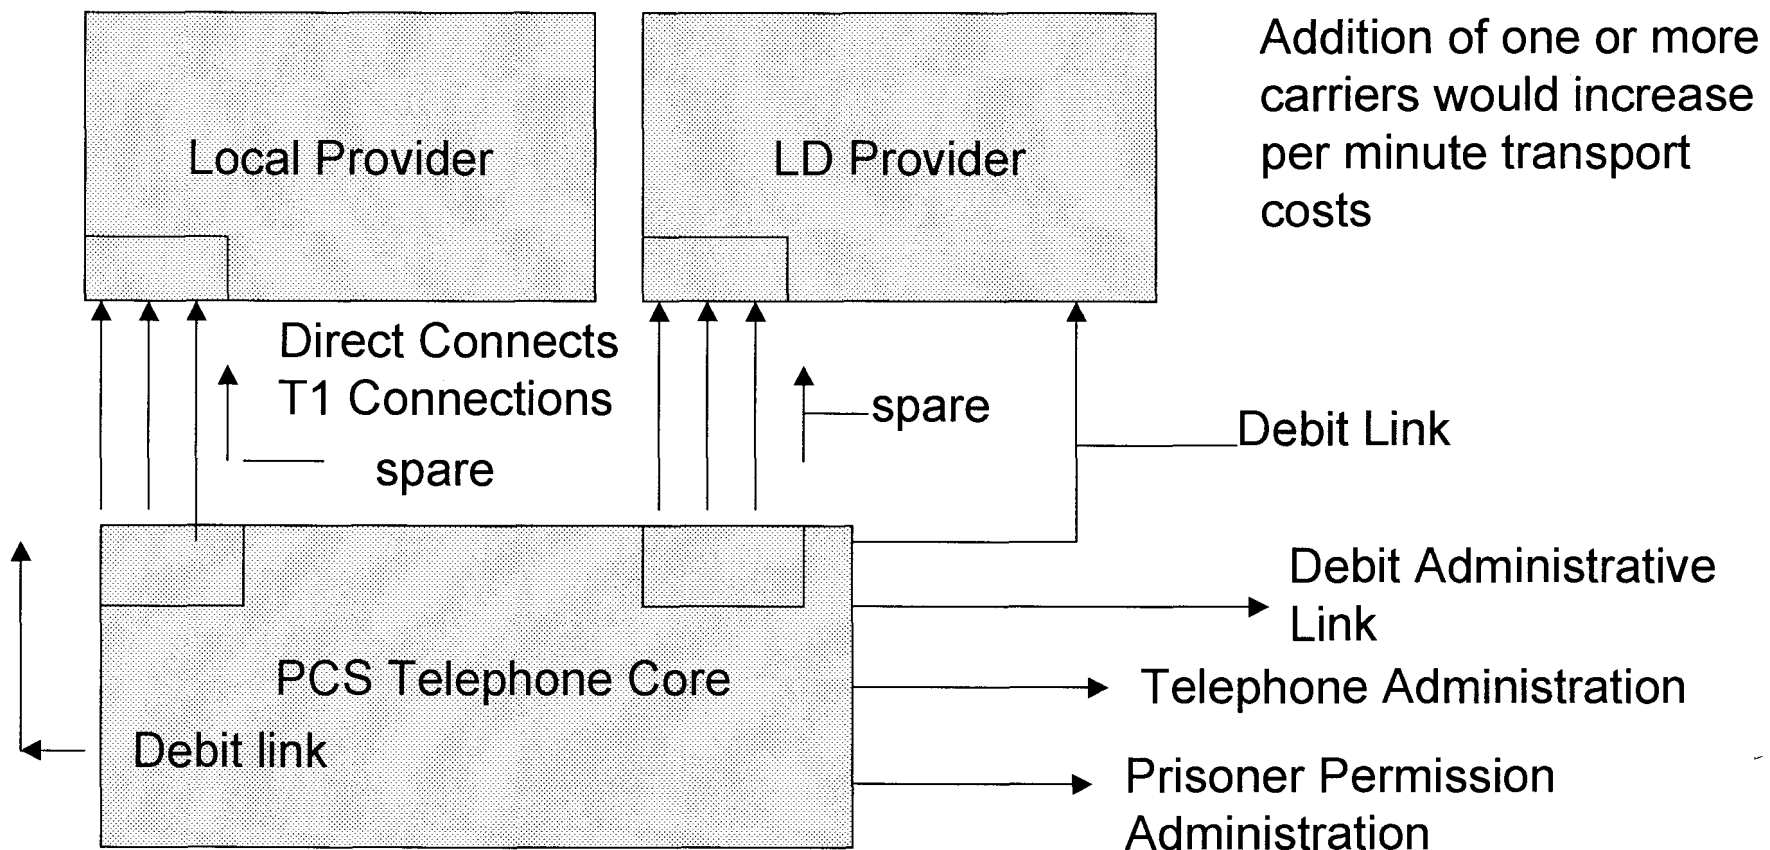 Local Provider
LD Provider
Addition of one or more
carriers would increase
per minute transport
costs
Direct Connects
T1 Connections
spare
spare
Debit Link
Debit Administrative
Link
PCS Telephone Core
Telephone Administration
Debit link
Prisoner Permission
Administration